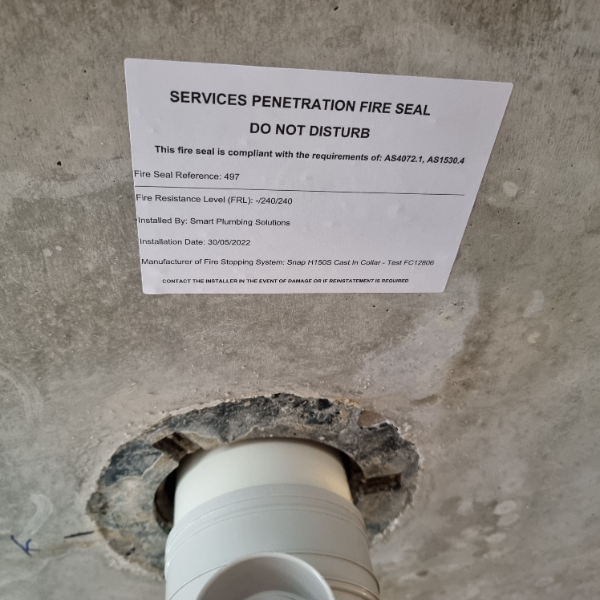 SERVICES PENETRATION FIRE SEAL
DO NOT DISTURB
This fire seal is compliant with the requirements of: AS4072.1, AS1530.4
Fire Seal Reference: 497
Fire Resistance Level (FRL): -/240/240
Installed By: Smart Plumbing Solutions
Installation Date: 30/05/2022
Manufacturer of Fire Stopping System: Snap H150S Cast In Collar - Test FC12806
CONTACT THE INSTALLER IN THE EVENT OF DAMAGE OR IF REINSTATEMENT IS REQUIRED